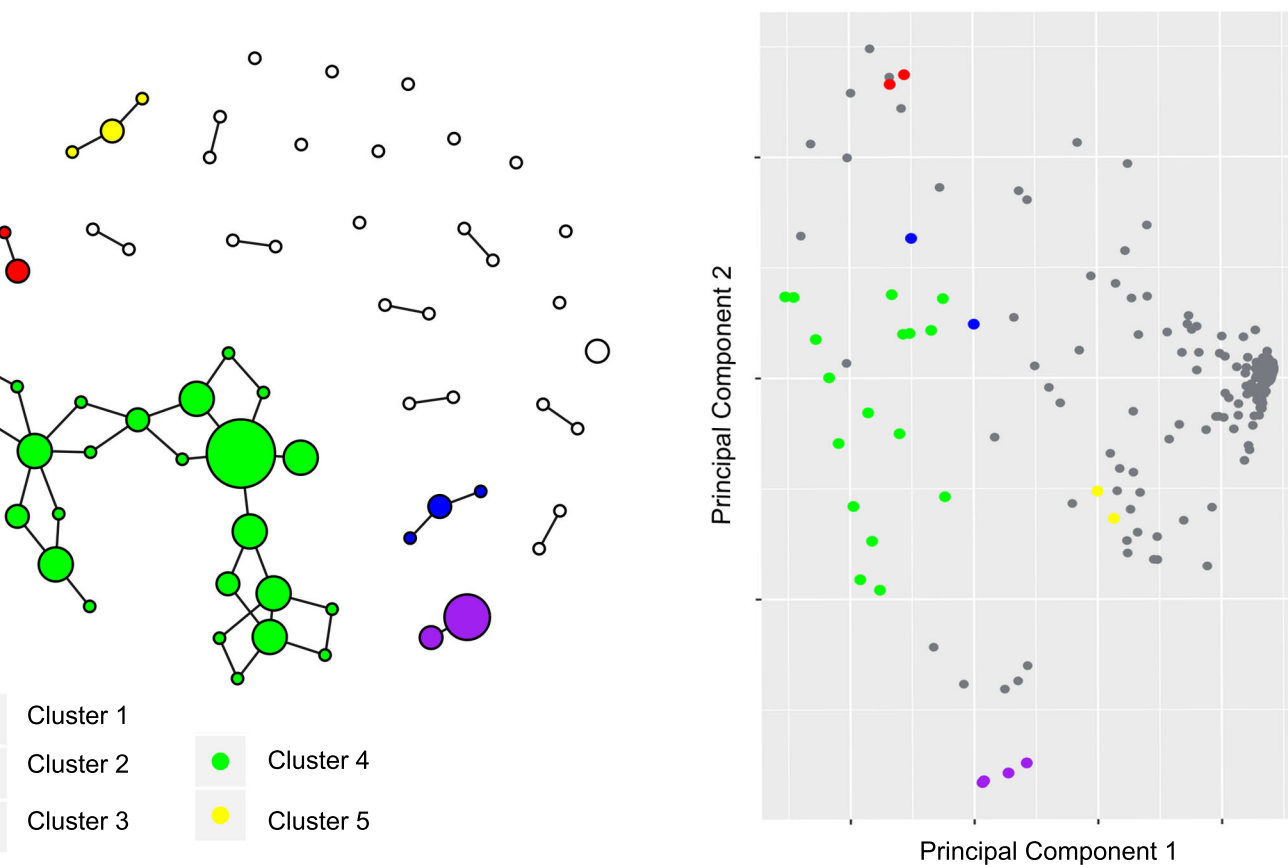 Cluster 1
Cluster 2
Cluster 3
Cluster 4
Cluster 5
Principal Component 2
Principal Component 1